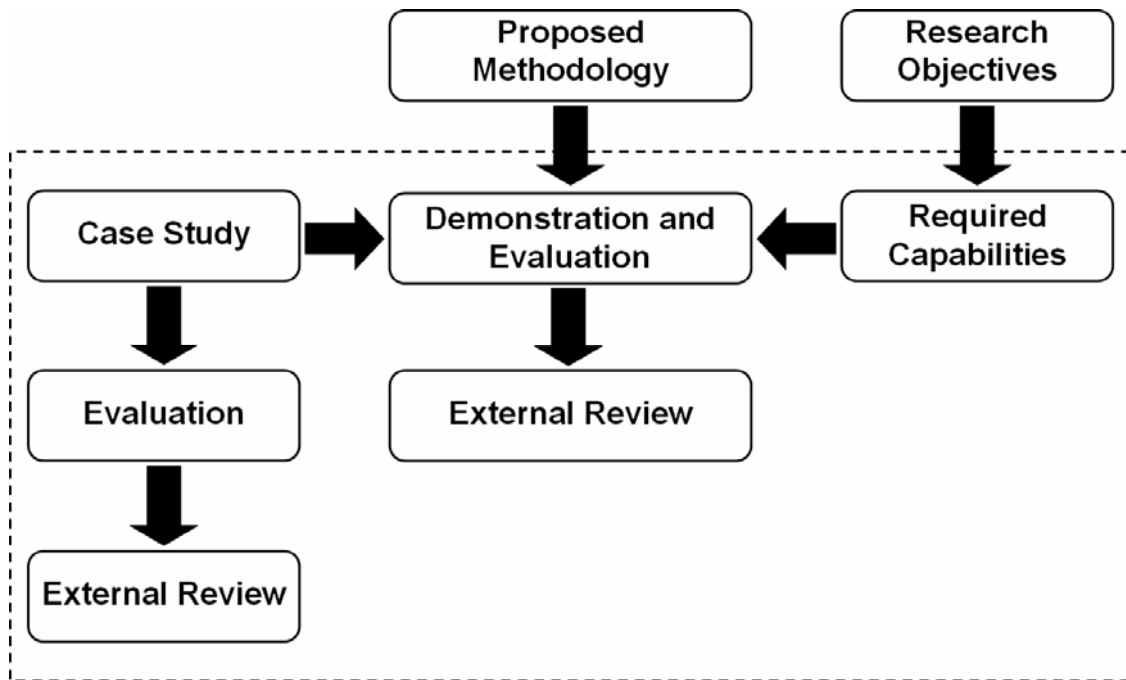 Proposed
Methodology
Research
Objectives
Case Study
Demonstration and
Evaluation
Required
Capabilities
Evaluation
External Review
External Review